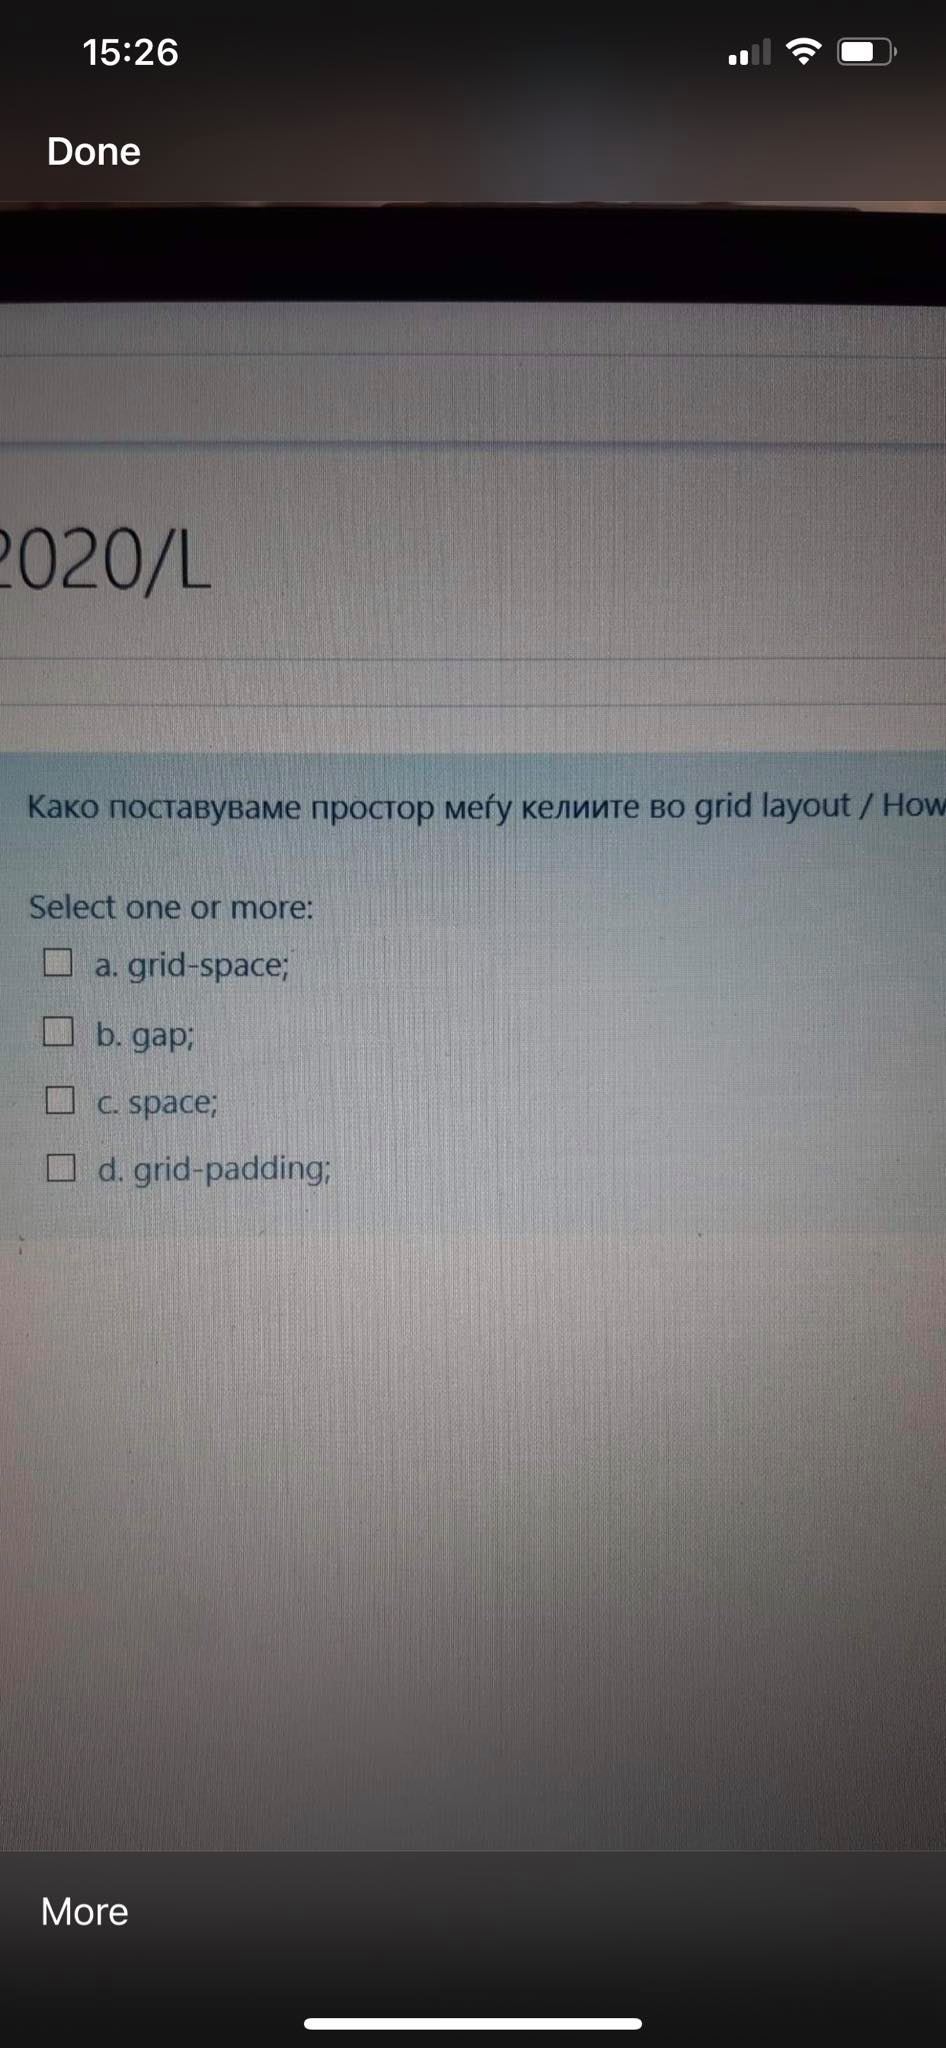 15:26
Done
2020/L
Како поставуваме простор меѓу келиите во grid layout / How
Select one or more:
a. grid-space;
b. gap;
c. space;
d. grid-padding;
More